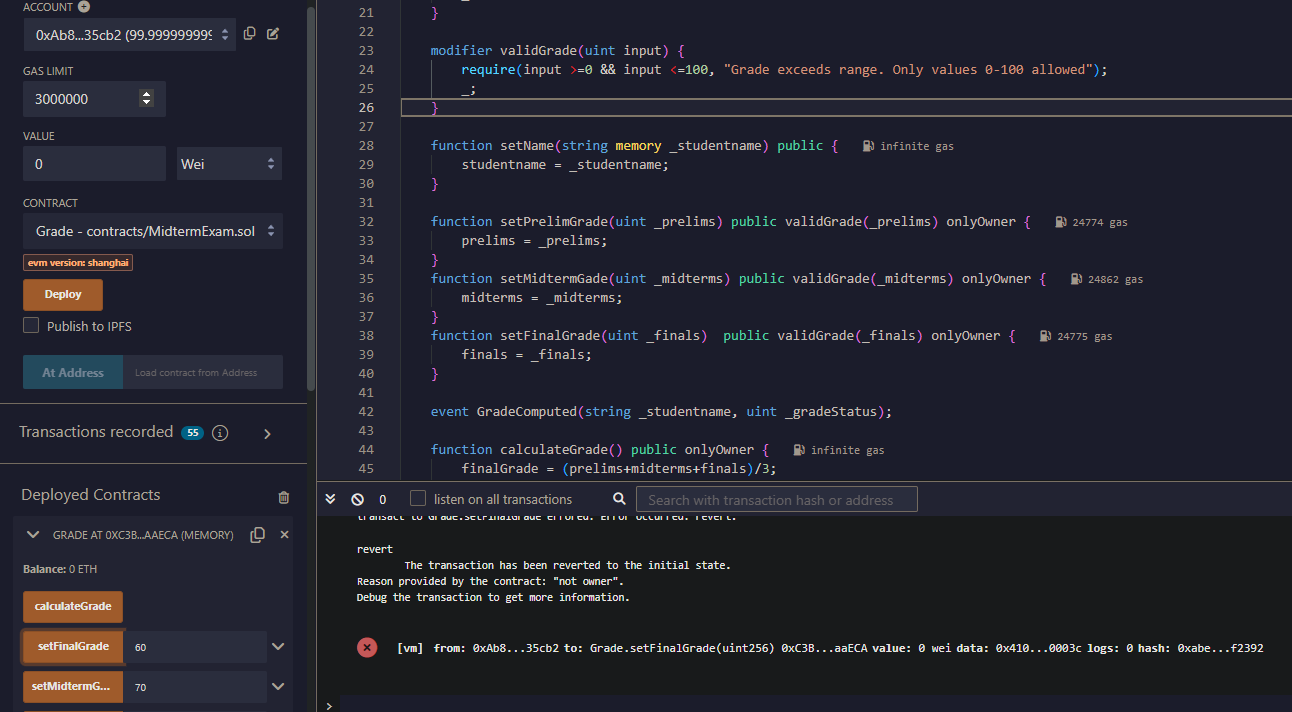 ACCOUNT
0xAb8...35cb2 (99.999999999
GAS LIMIT
3000000
VALUE
0
Wei
CONTRACT
Grade - contracts/MidtermExam.sol
evm version: shanghai
Deploy
Publish to IPFS
At Address
Load contract from Address
Transactions recorded 55 i
Deployed Contracts
GRADE AT 0XC3B...AAECA (MEMORY)
Balance: 0 ETH
calculateGrade
setFinalGrade 60
setMidtermG... 70
21 }
22
23 modifier validGrade(uint input) {
24 require(input >=0 && input <=100, "Grade exceeds range. Only values 0-100 allowed");
25 _;
26 }
27
28 function setName(string memory _studentname) public { infinite gas
29 studentname = _studentname;
30 }
31
32 function setPrelimGrade(uint _prelims) public validGrade(_prelims) onlyOwner { 24774 gas
33 prelims = _prelims;
34 }
35 function setMidtermGade(uint _midterms) public validGrade(_midterms) onlyOwner { 24862 gas
36 midterms = _midterms;
37 }
38 function setFinalGrade(uint _finals) public validGrade(_finals) onlyOwner { 24775 gas
39 finals = _finals;
40 }
41
42 event GradeComputed(string _studentname, uint _gradeStatus);
43
44 function calculateGrade() public onlyOwner { infinite gas
45 finalGrade = (prelims+midterms+finals)/3;
0 listen on all transactions Search with transaction hash or address
transact to Grade.setFinalGrade errored: Error occurred: revert.
revert
The transaction has been reverted to the initial state.
Reason provided by the contract: "not owner".
Debug the transaction to get more information.
[vm] from: 0xAb8...35cb2 to: Grade.setFinalGrade(uint256) 0xC3B...aaECA value: 0 wei data: 0x410...0003c logs: 0 hash: 0xabe...f2392
>